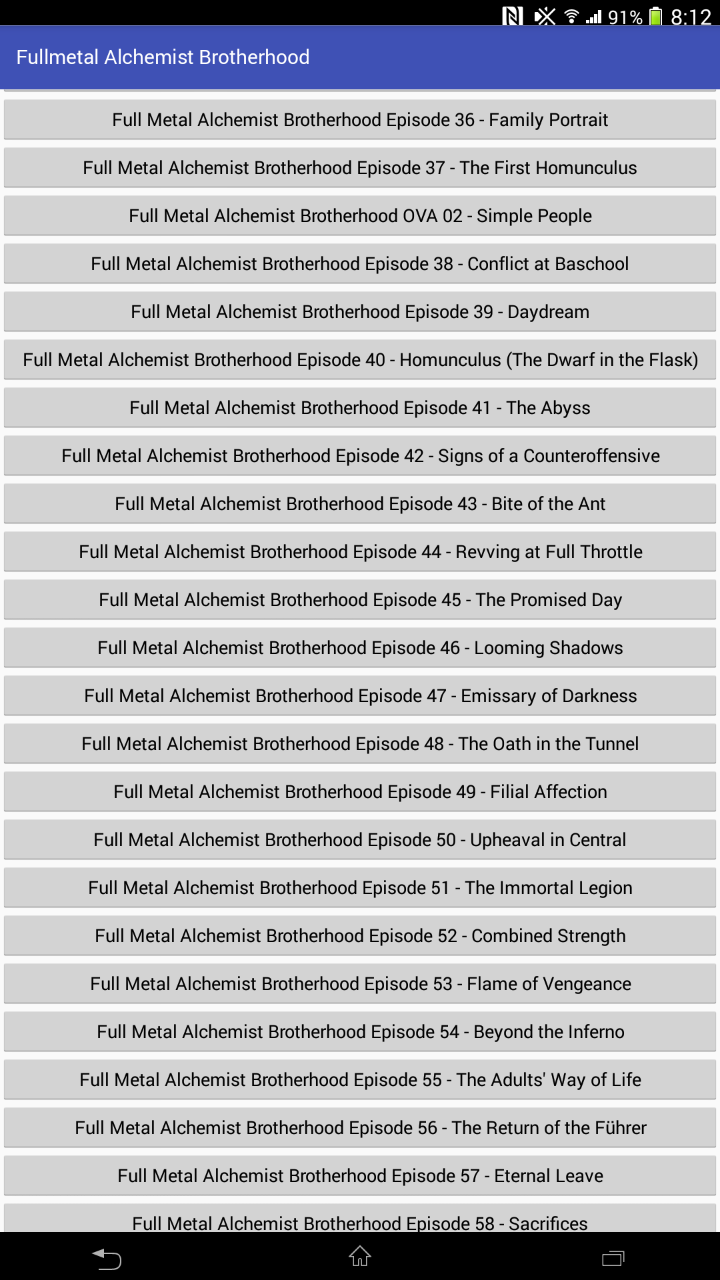 91% 8:12
Fullmetal Alchemist Brotherhood
Full Metal Alchemist Brotherhood Episode 36 - Family Portrait
Full Metal Alchemist Brotherhood Episode 37 - The First Homunculus
Full Metal Alchemist Brotherhood OVA 02 - Simple People
Full Metal Alchemist Brotherhood Episode 38 - Conflict at Baschool
Full Metal Alchemist Brotherhood Episode 39 - Daydream
Full Metal Alchemist Brotherhood Episode 40 - Homunculus (The Dwarf in the Flask)
Full Metal Alchemist Brotherhood Episode 41 - The Abyss
Full Metal Alchemist Brotherhood Episode 42 - Signs of a Counteroffensive
Full Metal Alchemist Brotherhood Episode 43 - Bite of the Ant
Full Metal Alchemist Brotherhood Episode 44 - Revving at Full Throttle
Full Metal Alchemist Brotherhood Episode 45 - The Promised Day
Full Metal Alchemist Brotherhood Episode 46 - Looming Shadows
Full Metal Alchemist Brotherhood Episode 47 - Emissary of Darkness
Full Metal Alchemist Brotherhood Episode 48 - The Oath in the Tunnel
Full Metal Alchemist Brotherhood Episode 49 - Filial Affection
Full Metal Alchemist Brotherhood Episode 50 - Upheaval in Central
Full Metal Alchemist Brotherhood Episode 51 - The Immortal Legion
Full Metal Alchemist Brotherhood Episode 52 - Combined Strength
Full Metal Alchemist Brotherhood Episode 53 - Flame of Vengeance
Full Metal Alchemist Brotherhood Episode 54 - Beyond the Inferno
Full Metal Alchemist Brotherhood Episode 55 - The Adults' Way of Life
Full Metal Alchemist Brotherhood Episode 56 - The Return of the Führer
Full Metal Alchemist Brotherhood Episode 57 - Eternal Leave
Full Metal Alchemist Brotherhood Episode 58 - Sacrifices